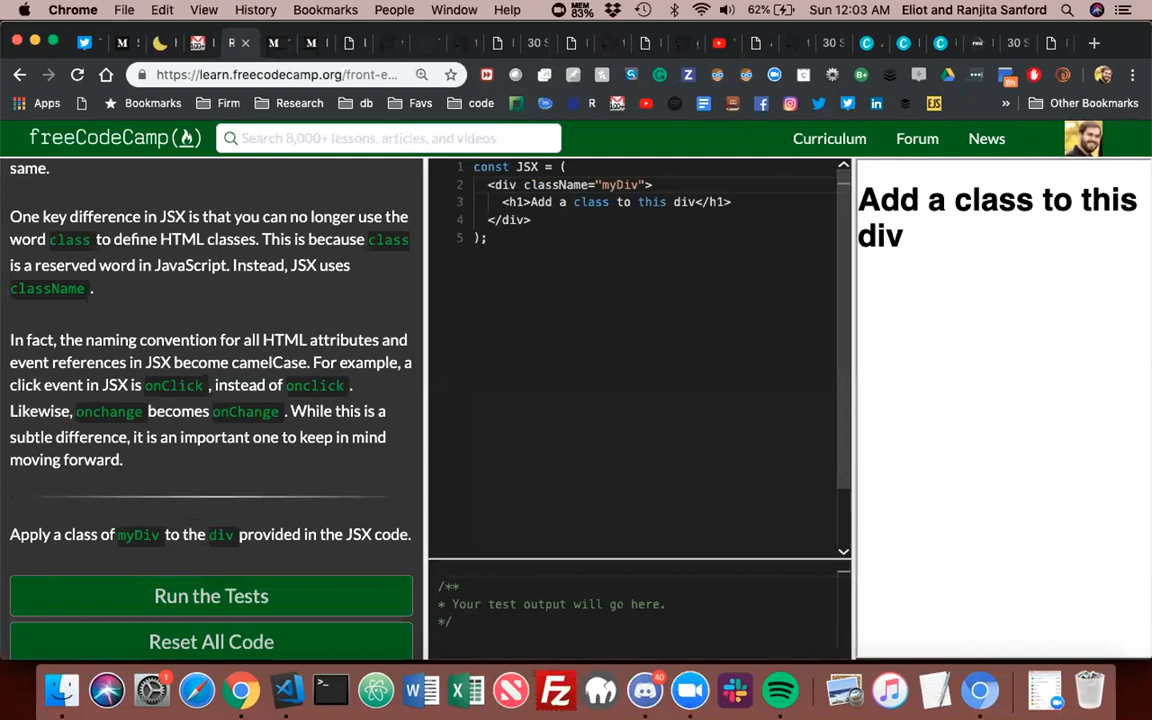 Chrome File Edit View History Bookmarks People Window Help MEM 83% 62% Sun 12:03 AM Eliot and Ranjita Sanford
https://learn.freecodecamp.org/front-e...
Apps Bookmarks Firm Research db Favs code R Other Bookmarks
freeCodeCamp Search 8,000+ lessons, articles, and videos Curriculum Forum News
same.
One key difference in JSX is that you can no longer use the
word class to define HTML classes. This is because class
is a reserved word in JavaScript. Instead, JSX uses
className .
In fact, the naming convention for all HTML attributes and
event references in JSX become camelCase. For example, a
click event in JSX is onClick , instead of onclick .
Likewise, onchange becomes onChange . While this is a
subtle difference, it is an important one to keep in mind
moving forward.
Apply a class of myDiv to the div provided in the JSX code.
Run the Tests
Reset All Code
1 const JSX = (
2 <div className="myDiv">
3 <h1>Add a class to this div</h1>
4 </div>
5 );
/**
* Your test output will go here.
*/
Add a class to this
div